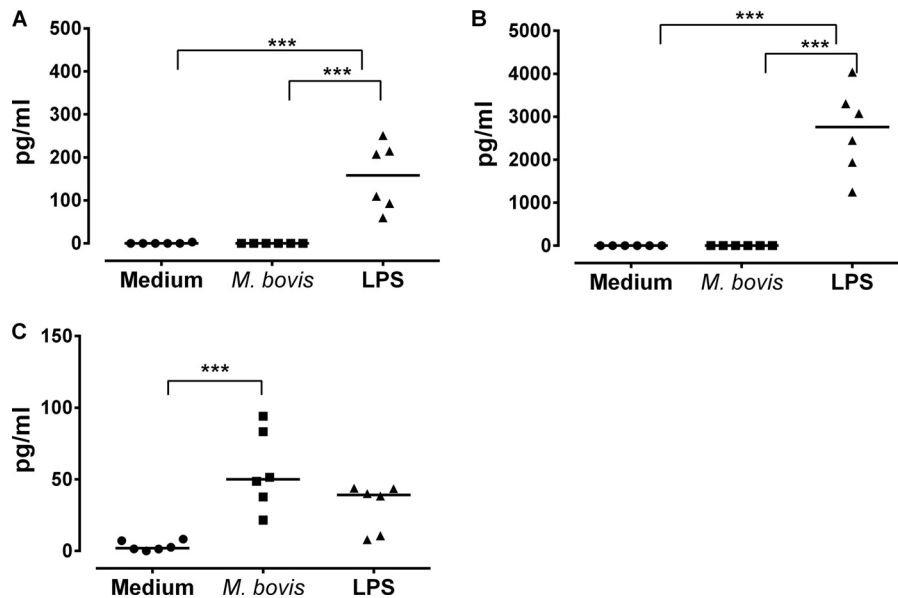 A
500
400
300
200
100
0
pg/ml
***
***
Medium M. bovis LPS
B
5000
4000
3000
2000
1000
0
pg/ml
***
***
Medium M. bovis LPS
C
150
100
50
0
pg/ml
***
Medium M. bovis LPS